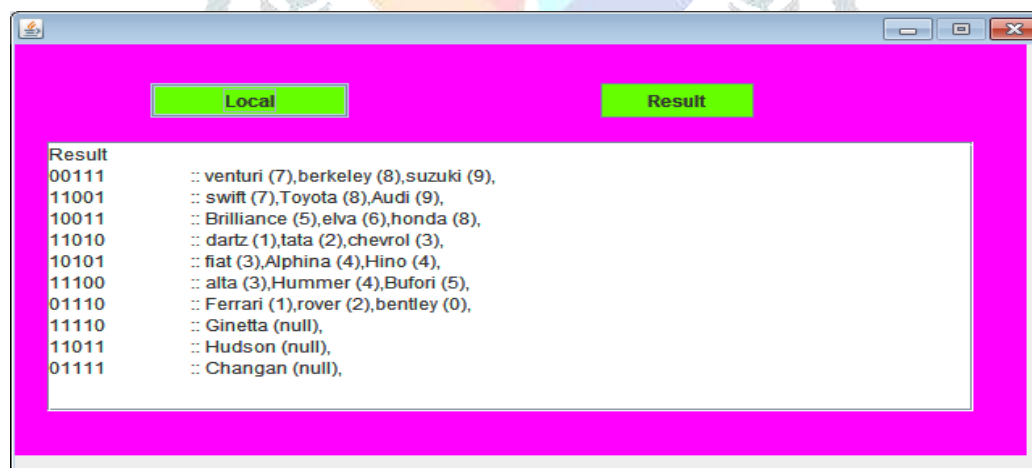 Local Result
Result
00111 :: venturi (7),berkeley (8),suzuki (9),
11001 :: swift (7),Toyota (8),Audi (9),
10011 :: Brilliance (5),elva (6),honda (8),
11010 :: dartz (1),tata (2),chevrol (3),
10101 :: fiat (3),Alphina (4),Hino (4),
11100 :: alta (3),Hummer (4),Bufori (5),
01110 :: Ferrari (1),rover (2),bentley (0),
11110 :: Ginetta (null),
11011 :: Hudson (null),
01111 :: Changan (null),